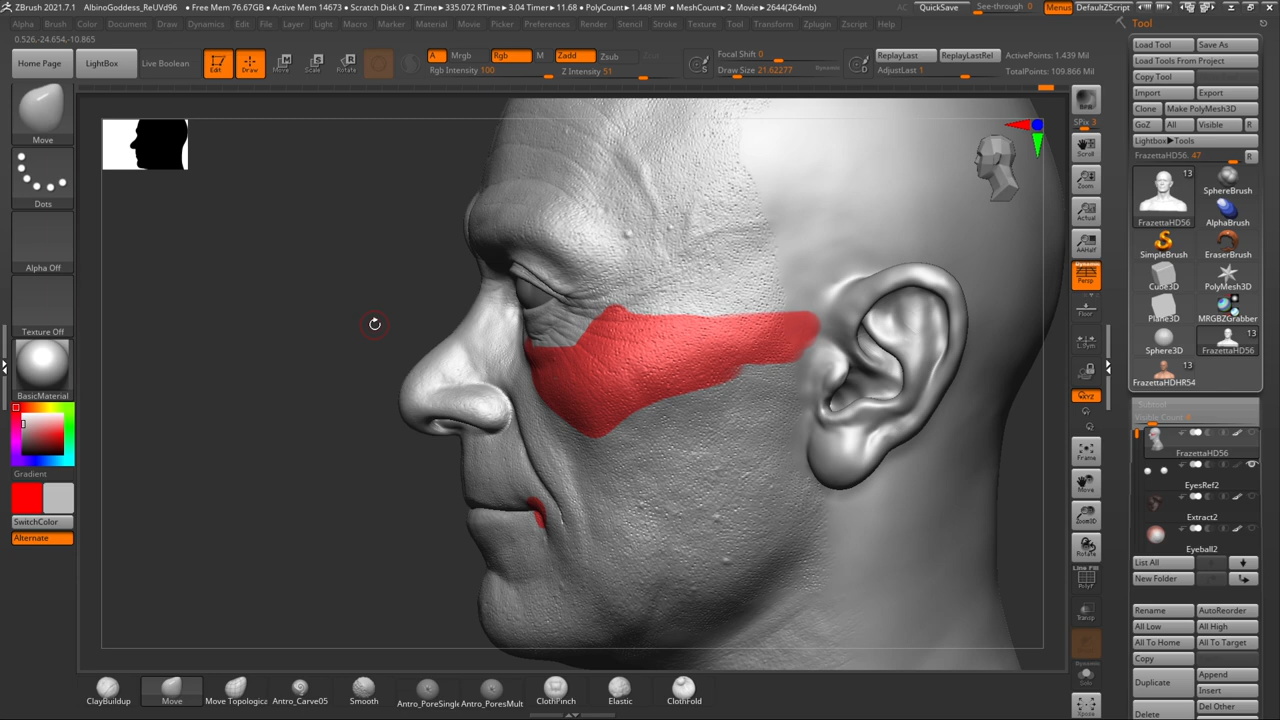 ZBrush 2021.7.1 AlbinoGoddess_ReUVd96 • Free Mem 76.67GB • Active Mem 14673 • Scratch Disk 0 • ZTime►335.072 RTime►3.04 Timer►11.68 • PolyCount►1.448 MP • MeshCount►2 Movie►2644(264mb) AC QuickSave See-through 0 Menus DefaultZScript
Alpha Brush Color Document Draw Dynamics Edit File Layer Light Macro Marker Material Movie Picker Preferences Render Stencil Stroke Texture Tool Transform Zplugin Zscript Help
0.526,-24.654,-10.865
Home Page LightBox Live Boolean Edit Draw Move Scale Rotate
A Mrgb Rgb M Zadd Zsub
Rgb Intensity 100 Z Intensity 51
Focal Shift 0
Draw Size 21.62277 Dynamic
S
D
ReplayLast ReplayLastRel ActivePoints: 1.439 Mil
AdjustLast 1 TotalPoints: 109.866 Mil
Move
Dots
Alpha Off
Texture Off
BasicMaterial
Gradient
SwitchColor
Alternate
BPR
SPix 3
Scroll
Zoom
Actual
AAHalf
Dynamic
Persp
Floor
L.Sym
XYZ
Frame
Move
Zoom3D
Rotate
Line Fill
PolyF
Transp
Dynamic
Solo
Xpose
Tool
Load Tool Save As
Load Tools From Project
Copy Tool
Import Export
Clone Make PolyMesh3D
GoZ All Visible R
Lightbox►Tools
FrazettaHD56. 47 R
13
FrazettaHD56 SphereBrush
AlphaBrush
SimpleBrush EraserBrush
Cube3D PolyMesh3D
Plane3D MRGBZGrabber
13
Sphere3D FrazettaHD56
13
FrazettaHDHR54
Subtool
FrazettaHD56
EyesRef2
Extract2
Eyeball2
List All
New Folder
Rename AutoReorder
All Low All High
All To Home All To Target
Copy
Duplicate Append
Insert
Delete Del Other
ClayBuildup Move Move Topologic Antro_Carve05 Smooth Antro_PoreSingle Antro_PoresMult ClothPinch Elastic ClothFold